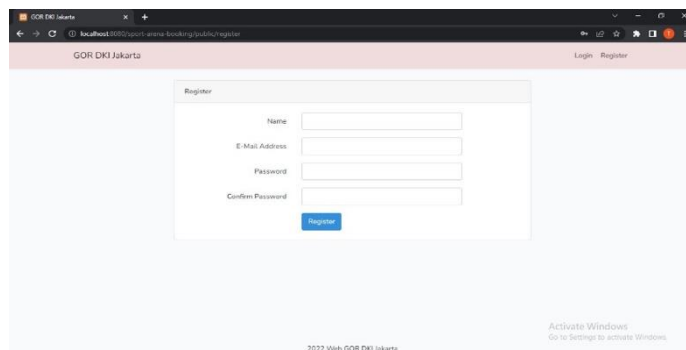 GOR DKI Jakarta
localhost:8080/sport-arena-booking/public/register
GOR DKI Jakarta
Login Register
Register
Name
E-Mail Address
Password
Confirm Password
Register
Activate Windows
Go to Settings to activate Windows.
2022 Web GOR DKI Jakarta